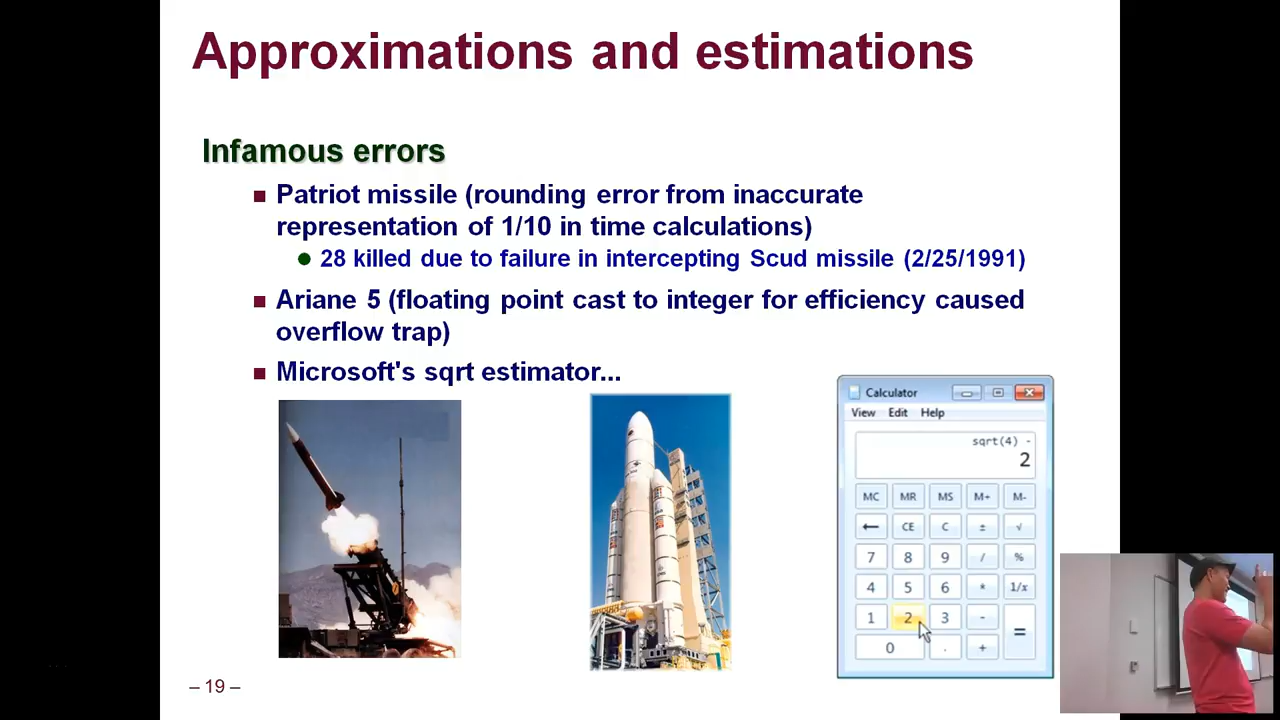 Approximations and estimations
Infamous errors
Patriot missile (rounding error from inaccurate
representation of 1/10 in time calculations)
28 killed due to failure in intercepting Scud missile (2/25/1991)
Ariane 5 (floating point cast to integer for efficiency caused
overflow trap)
Microsoft's sqrt estimator...
Calculator
View Edit Help
sqrt(4) -
2
MC MR MS M+ M-
← CE C ± √
7 8 9 / %
4 5 6 * 1/x
1 2 3 - =
0 . +
– 19 –